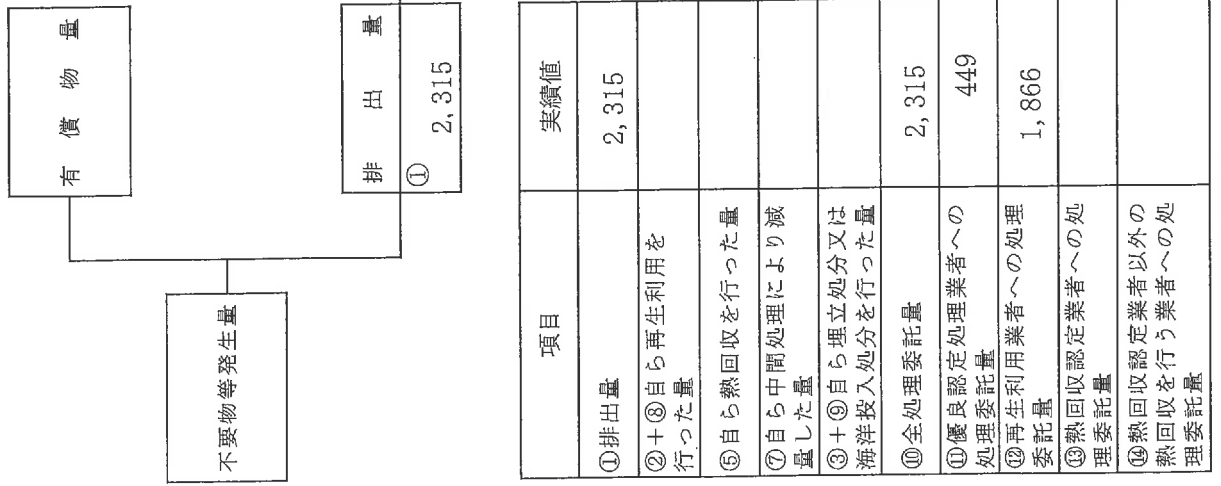 有償物量
不要物等発生量
排出量
①
2,315
項目
実績値
①排出量
2,315
②＋⑧自ら再生利用を
行った量
⑤自ら熱回収を行った量
⑦自ら中間処理により減
量した量
③＋⑨自ら埋立処分又は
海洋投入処分を行った量
⑩全処理委託量
2,315
⑪優良認定処理業者への
処理委託量
449
⑫再生利用業者への処理
委託量
1,866
⑬熱回収認定業者への処
理委託量
⑭熱回収認定業者以外の
熱回収を行う業者への処
理委託量